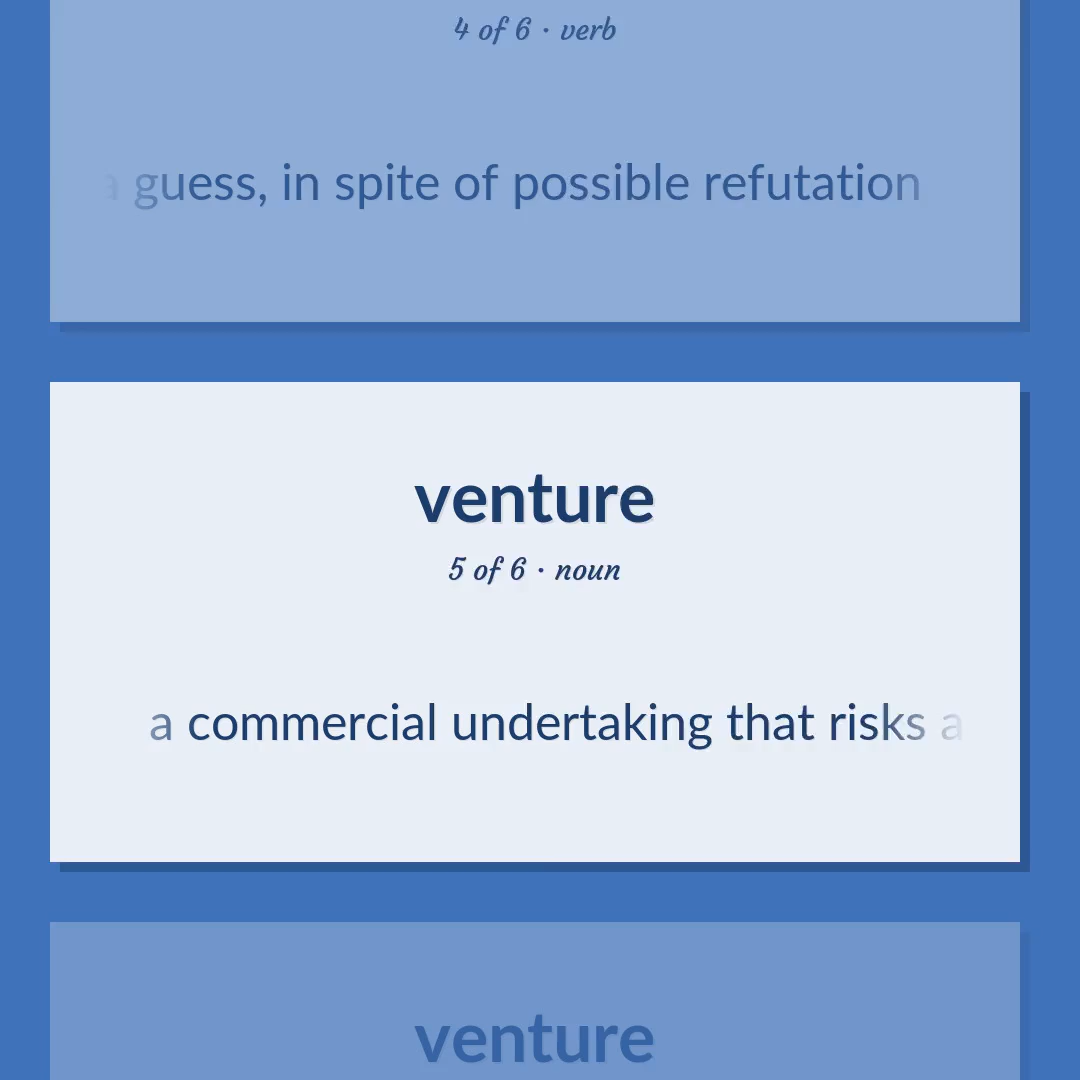 4 of 6 · verb
a guess, in spite of possible refutation
venture
5 of 6 · noun
a commercial undertaking that risks a
venture